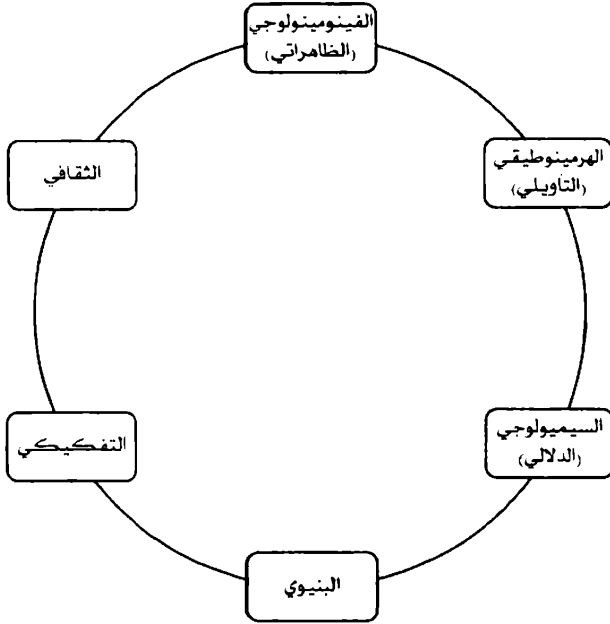 الفينومينولوجي
(الظاهراتي)
الهرمينوطيقي
(التأويلي)
الثقافي
السيميولوجي
(الدلالي)
التفكيكي
البنيوي